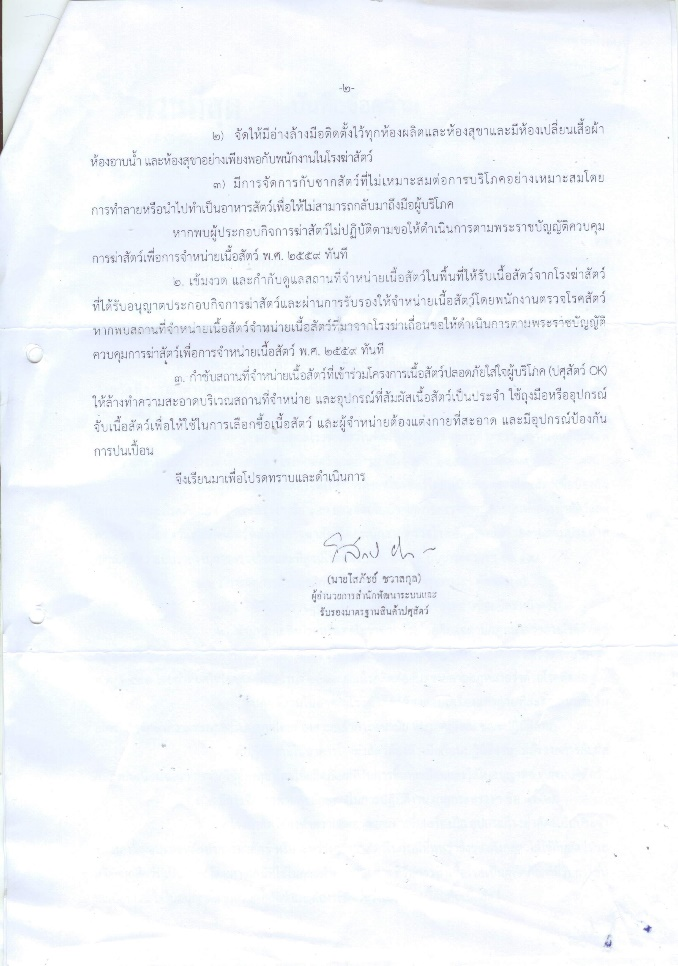 -๒-
๒) จัดให้มีอ่างล้างมือติดตั้งไว้ทุกห้องผลิตและห้องสุขาและมีห้องเปลี่ยนเสื้อผ้า
ห้องอาบน้ำ และห้องสุขาอย่างเพียงพอกับพนักงานในโรงฆ่าสัตว์
๓) มีการจัดการกับซากสัตว์ที่ไม่เหมาะสมต่อการบริโภคอย่างเหมาะสมโดย
การทำลายหรือนำไปทำเป็นอาหารสัตว์เพื่อให้ไม่สามารถกลับมาถึงมือผู้บริโภค
หากพบผู้ประกอบกิจการฆ่าสัตว์ไม่ปฏิบัติตามขอให้ดำเนินการตามพระราชบัญญัติควบคุม
การฆ่าสัตว์เพื่อการจำหน่ายเนื้อสัตว์ พ.ศ. ๒๕๕๙ ทันที
๒. เข้มงวด และกำกับดูแลสถานที่จำหน่ายเนื้อสัตว์ในพื้นที่ให้รับเนื้อสัตว์จากโรงฆ่าสัตว์
ที่ได้รับอนุญาตประกอบกิจการฆ่าสัตว์และผ่านการรับรองให้จำหน่ายเนื้อสัตว์โดยพนักงานตรวจโรคสัตว์
หากพบสถานที่จำหน่ายเนื้อสัตว์จำหน่ายเนื้อสัตว์ที่มาจากโรงฆ่าเถื่อนขอให้ดำเนินการตามพระราชบัญญัติ
ควบคุมการฆ่าสัตว์เพื่อการจำหน่ายเนื้อสัตว์ พ.ศ. ๒๕๕๙ ทันที
๓. กำชับสถานที่จำหน่ายเนื้อสัตว์ที่เข้าร่วมโครงการเนื้อสัตว์ปลอดภัยใส่ใจผู้บริโภค (ปศุสัตว์ OK)
ให้ล้างทำความสะอาดบริเวณสถานที่จำหน่าย และอุปกรณ์ที่สัมผัสเนื้อสัตว์เป็นประจำ ใช้ถุงมือหรืออุปกรณ์
จับเนื้อสัตว์เพื่อให้ใช้ในการเลือกซื้อเนื้อสัตว์ และผู้จำหน่ายต้องแต่งกายที่สะอาด และมีอุปกรณ์ป้องกัน
การปนเปื้อน
จึงเรียนมาเพื่อโปรดทราบและดำเนินการ
(นายโสภัชย์ ชวาลกุล)
ผู้อำนวยการสำนักพัฒนาระบบและ
รับรองมาตรฐานสินค้าปศุสัตว์